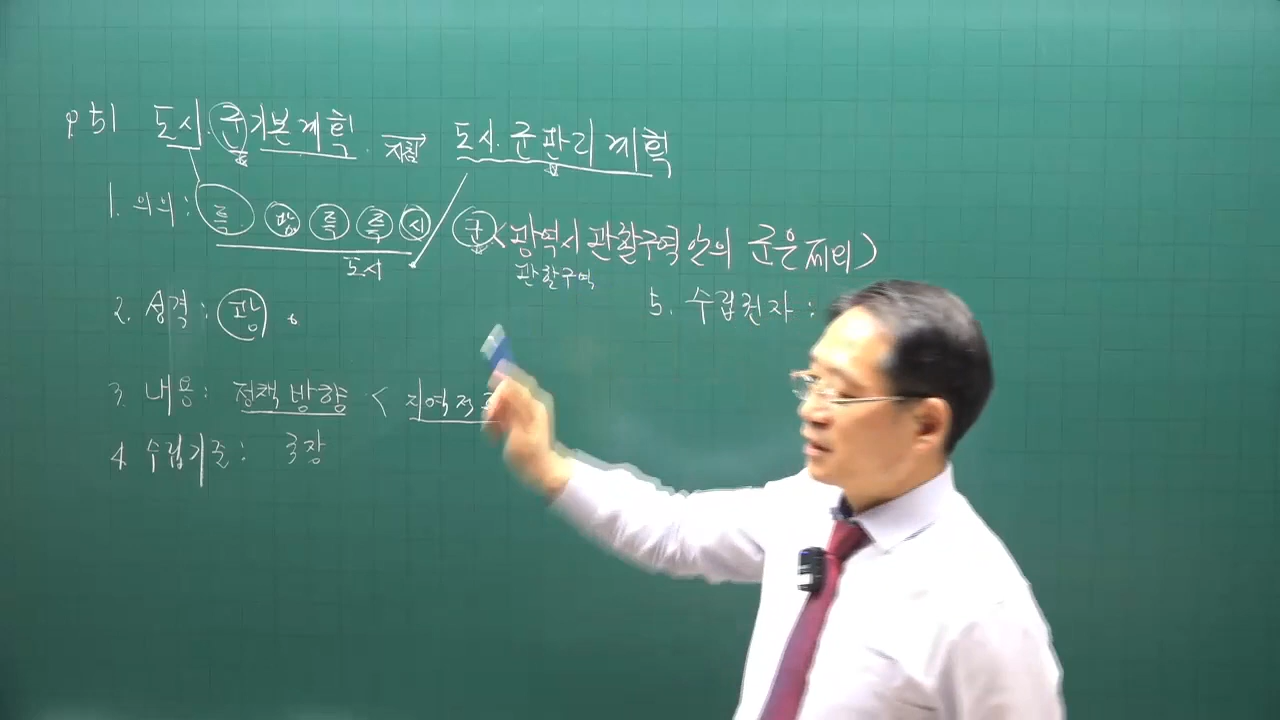 p 51 도시.군기본계획 지침 도시.군관리계획
1. 의의: 특 광 특 특 시 군 (광역시 관할구역 안의 군은 제외)
도시 관할구역
2. 성격:
5. 수립권자:
3. 내용: 정책방향 < 지역적
4. 수립기준: 국장